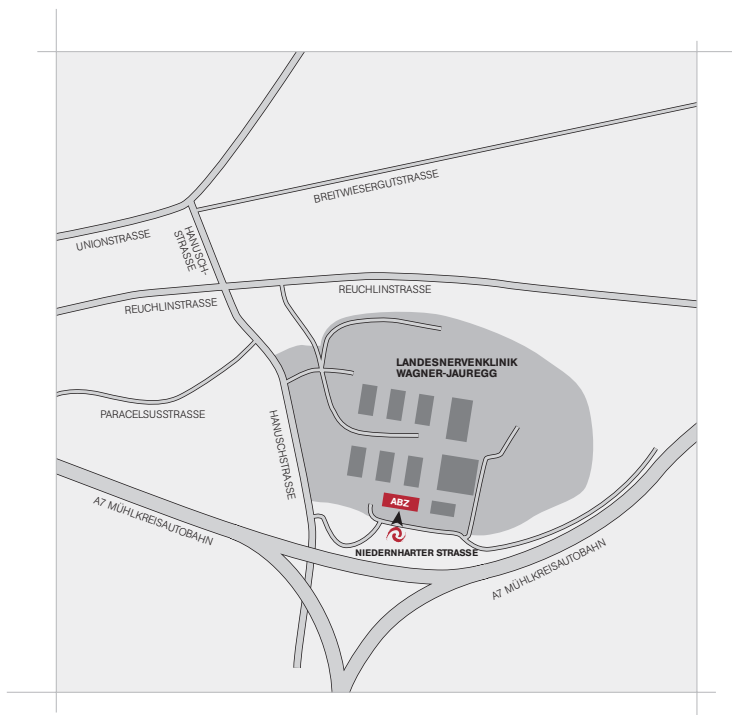 BREITWIESERGUTSTRASSE
UNIONSTRASSE
HANUSCH-
STRASSE
REUCHLINSTRASSE
REUCHLINSTRASSE
LANDESNERVENKLINIK
WAGNER-JAUREGG
PARACELSUSSTRASSE
HANUSCHSTRASSE
ABZ
A7 MÜHLKREISAUTOBAHN
NIEDERNHARTER STRASSE
A7 MÜHLKREISAUTOBAHN